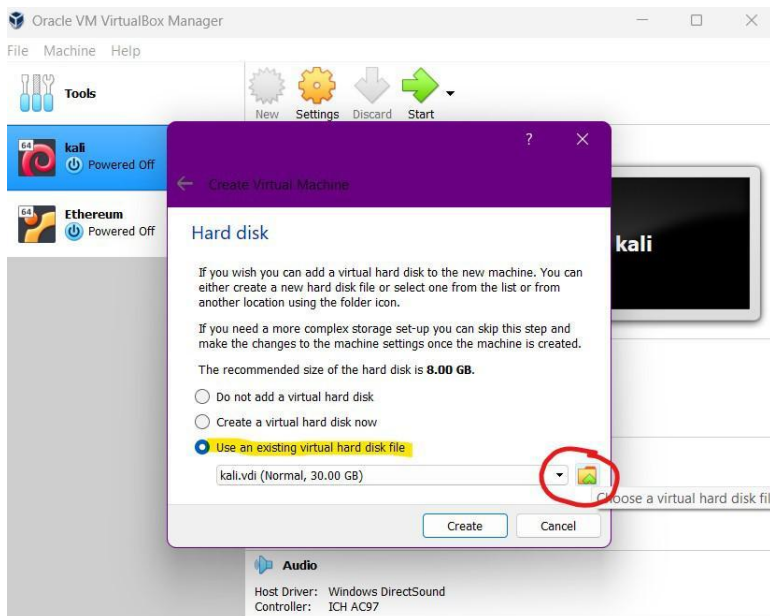 Oracle VM VirtualBox Manager
File Machine Help
Tools
New Settings Discard Start
64 kali
Powered Off
64 Ethereum
Powered Off
kali
?
Create Virtual Machine
Hard disk
If you wish you can add a virtual hard disk to the new machine. You can
either create a new hard disk file or select one from the list or from
another location using the folder icon.
If you need a more complex storage set-up you can skip this step and
make the changes to the machine settings once the machine is created.
The recommended size of the hard disk is 8.00 GB.
Do not add a virtual hard disk
Create a virtual hard disk now
Use an existing virtual hard disk file
kali.vdi (Normal, 30.00 GB)
Choose a virtual hard disk fil
Create Cancel
Audio
Host Driver: Windows DirectSound
Controller: ICH AC97